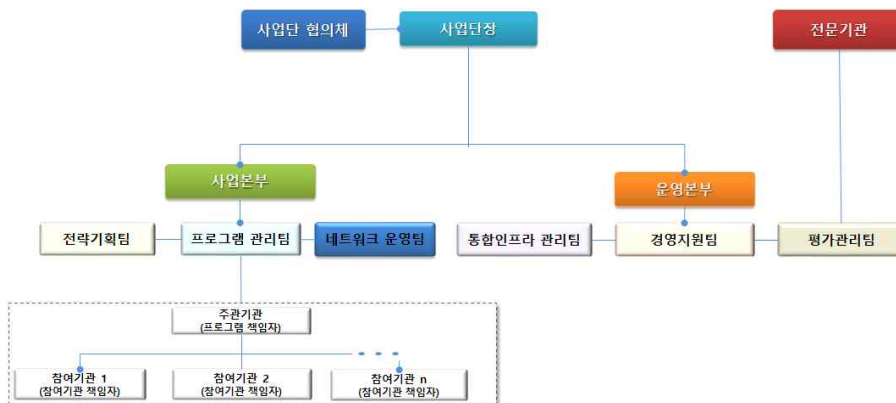 사업단 협의체
사업단장
전문기관
사업본부
운영본부
전략기획팀
프로그램 관리팀
네트워크 운영팀
통합인프라 관리팀
경영지원팀
평가관리팀
주관기관
(프로그램 책임자)
참여기관 1
(참여기관 책임자)
참여기관 2
(참여기관 책임자)
참여기관 n
(참여기관 책임자)